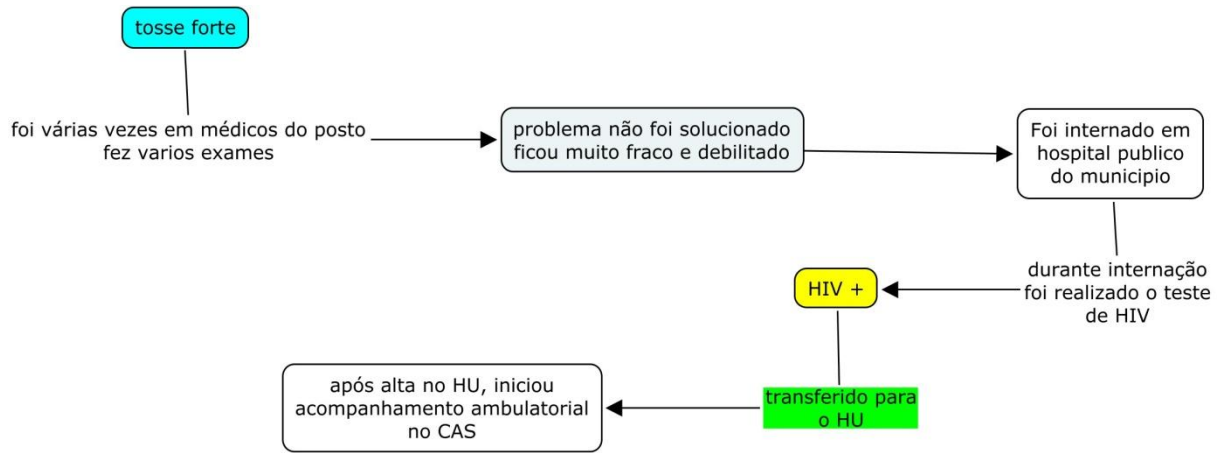 tosse forte
foi várias vezes em médicos do posto
fez varios exames
problema não foi solucionado
ficou muito fraco e debilitado
Foi internado em
hospital publico
do municipio
durante internação
foi realizado o teste
de HIV
HIV +
transferido para
o HU
após alta no HU, iniciou
acompanhamento ambulatorial
no CAS